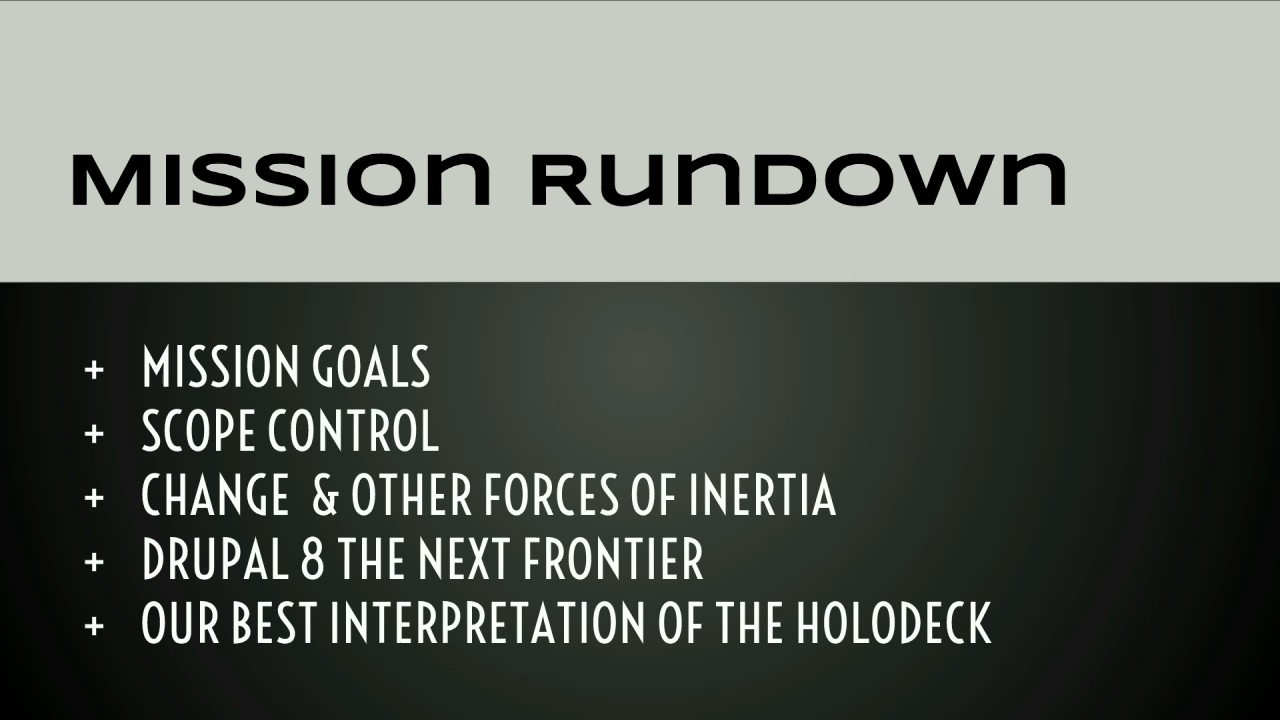 MISSION RUNDOWN
+ MISSION GOALS
+ SCOPE CONTROL
+ CHANGE & OTHER FORCES OF INERTIA
+ DRUPAL 8 THE NEXT FRONTIER
+ OUR BEST INTERPRETATION OF THE HOLODECK